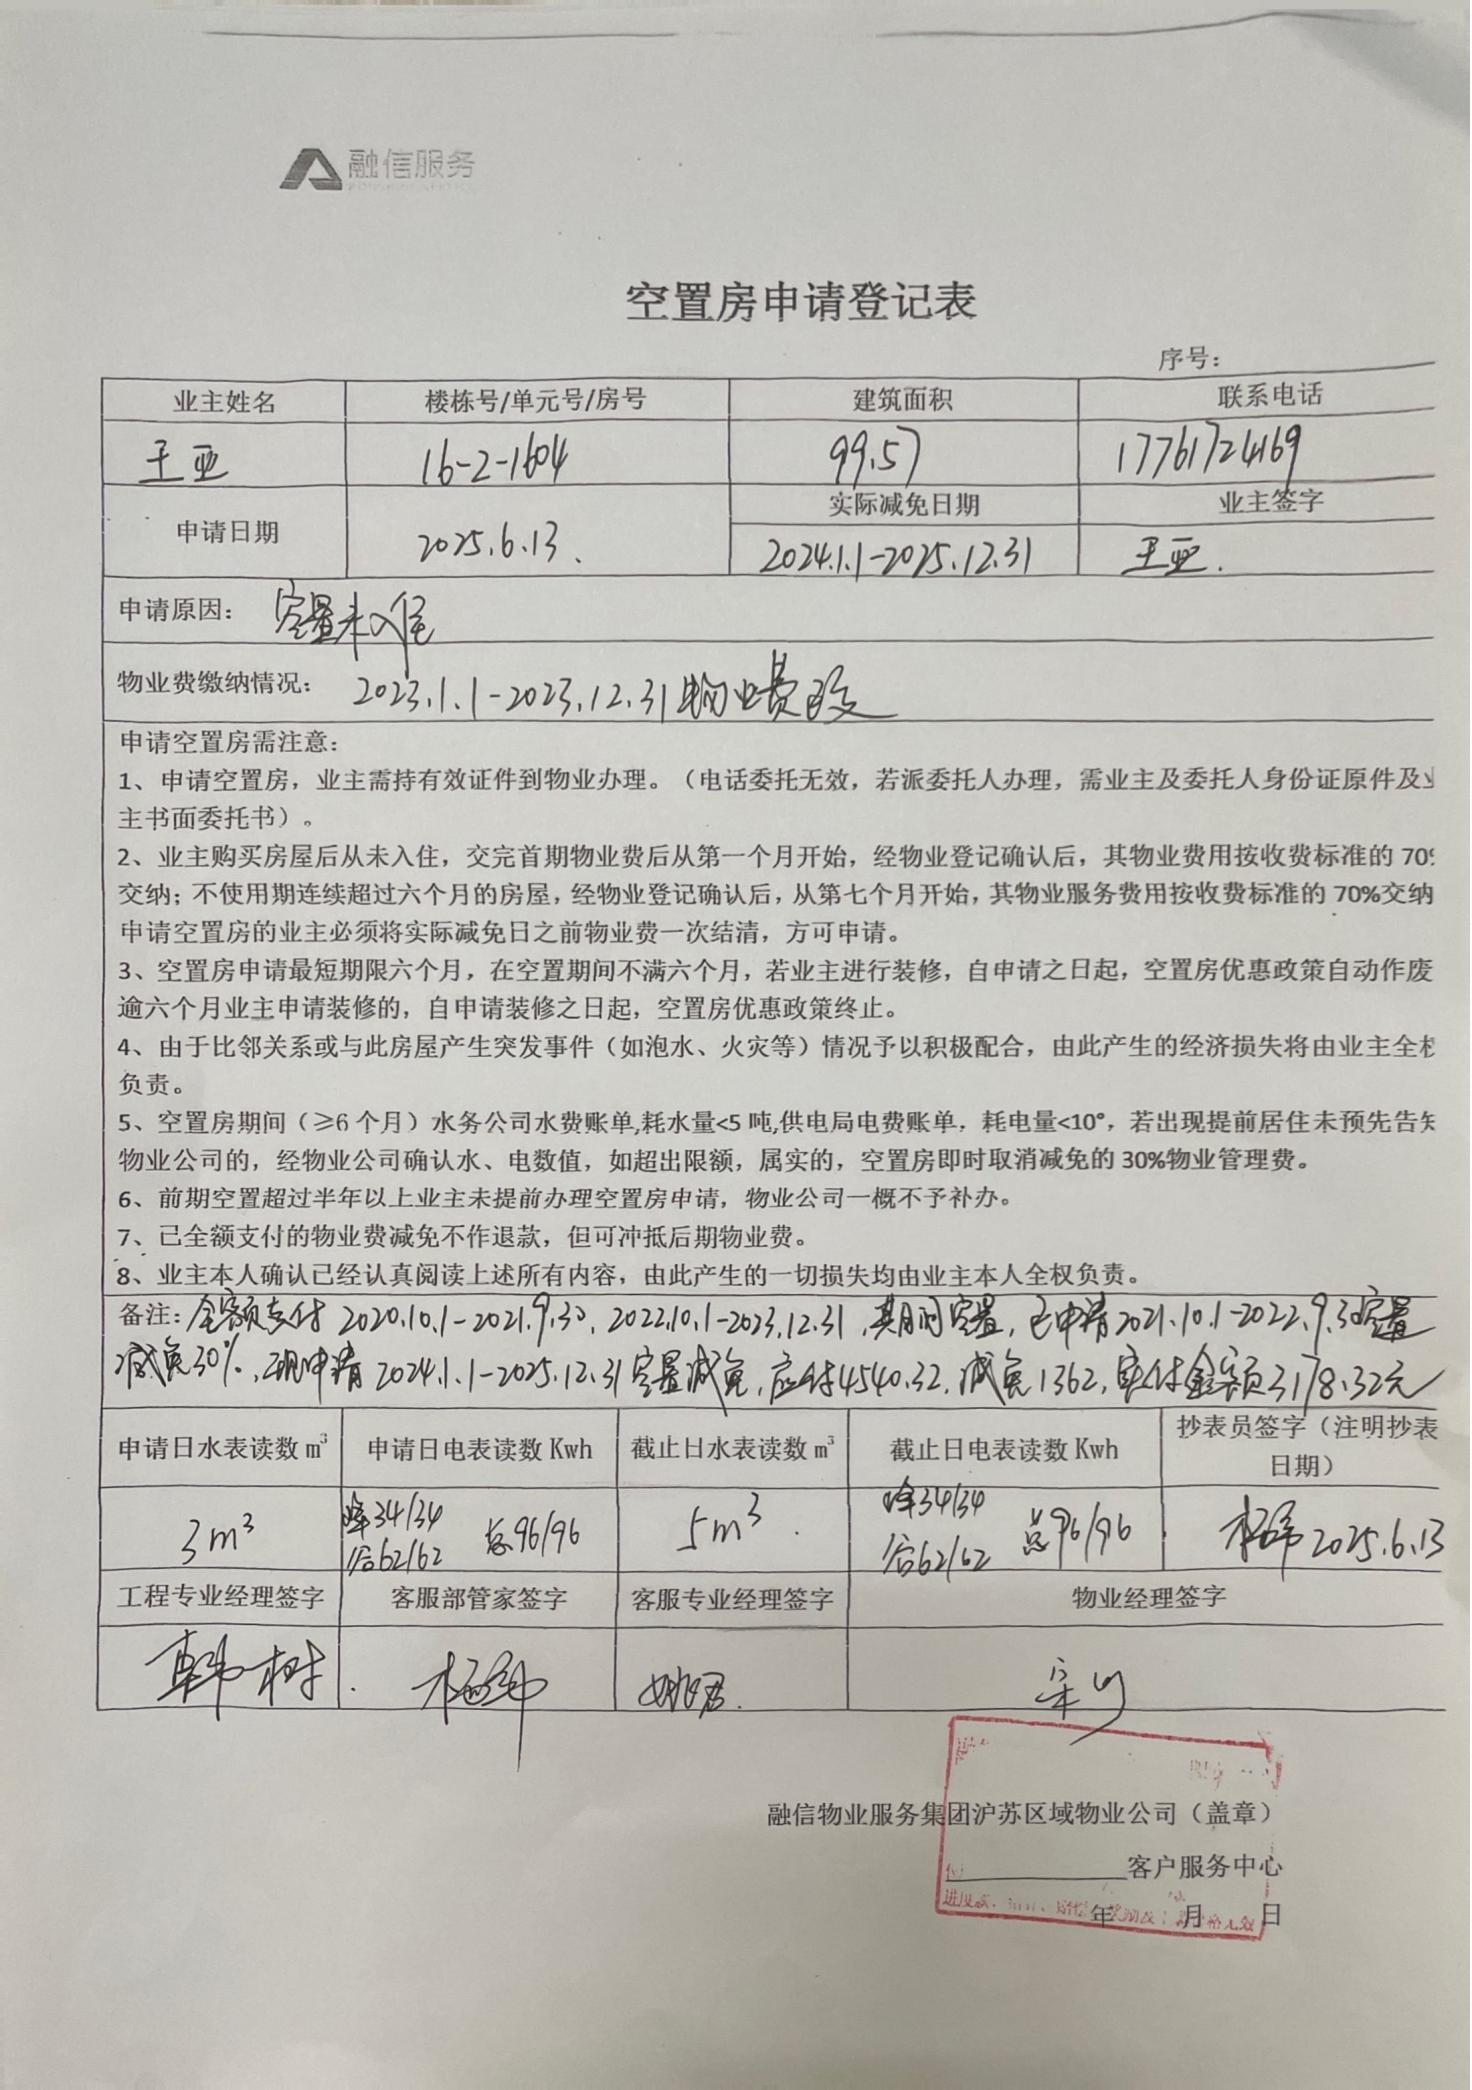 融信服务
空置房申请登记表
序号：
业主姓名 楼栋号/单元号/房号 建筑面积 联系电话
王亚 16-2-1604 99.57 17761724169
申请日期 2025.6.13. 实际减免日期 业主签字
2024.1.1-2025.12.31 王亚.
申请原因： 空置未入住
物业费缴纳情况： 2023.1.1-2023.12.31物业费已交
申请空置房需注意：
1、申请空置房，业主需持有效证件到物业办理。（电话委托无效，若派委托人办理，需业主及委托人身份证原件及业
主书面委托书）。
2、业主购买房屋后从未入住，交完首期物业费后从第一个月开始，经物业登记确认后，其物业费用按收费标准的 70%
交纳；不使用期连续超过六个月的房屋，经物业登记确认后，从第七个月开始，其物业服务费用按收费标准的 70%交纳
申请空置房的业主必须将实际减免日之前物业费一次结清，方可申请。
3、空置房申请最短期限六个月，在空置期间不满六个月，若业主进行装修，自申请之日起，空置房优惠政策自动作废
逾六个月业主申请装修的，自申请装修之日起，空置房优惠政策终止。
4、由于比邻关系或与此房屋产生突发事件（如泡水、火灾等）情况予以积极配合，由此产生的经济损失将由业主全权
负责。
5、空置房期间（≥6 个月）水务公司水费账单,耗水量<5 吨,供电局电费账单，耗电量<10°，若出现提前居住未预先告知
物业公司的，经物业公司确认水、电数值，如超出限额，属实的，空置房即时取消减免的 30%物业管理费。
6、前期空置超过半年以上业主未提前办理空置房申请，物业公司一概不予补办。
7、已全额支付的物业费减免不作退款，但可冲抵后期物业费。
8、业主本人确认已经认真阅读上述所有内容，由此产生的一切损失均由业主本人全权负责。
备注：全额支付 2020.10.1-2021.9.30，2022.10.1-2023.12.31，其间空置，已申请2021.10.1-2022.9.30空置
减免30%，现申请 2024.1.1-2025.12.31空置减免，应付4540.32，减免1362，实付金额3178.32元
申请日水表读数 m³ 申请日电表读数 Kwh 截止日水表读数 m³ 截止日电表读数 Kwh 抄表员签字（注明抄表
日期）
3m³ 峰34/34 谷62/62 总96/96 5m³. 峰34/34 谷62/62 总96/96 2025.6.13
工程专业经理签字 客服部管家签字 客服专业经理签字 物业经理签字
韩树.
融信物业服务集团沪苏区域物业公司（盖章）
客户服务中心
年 月 日